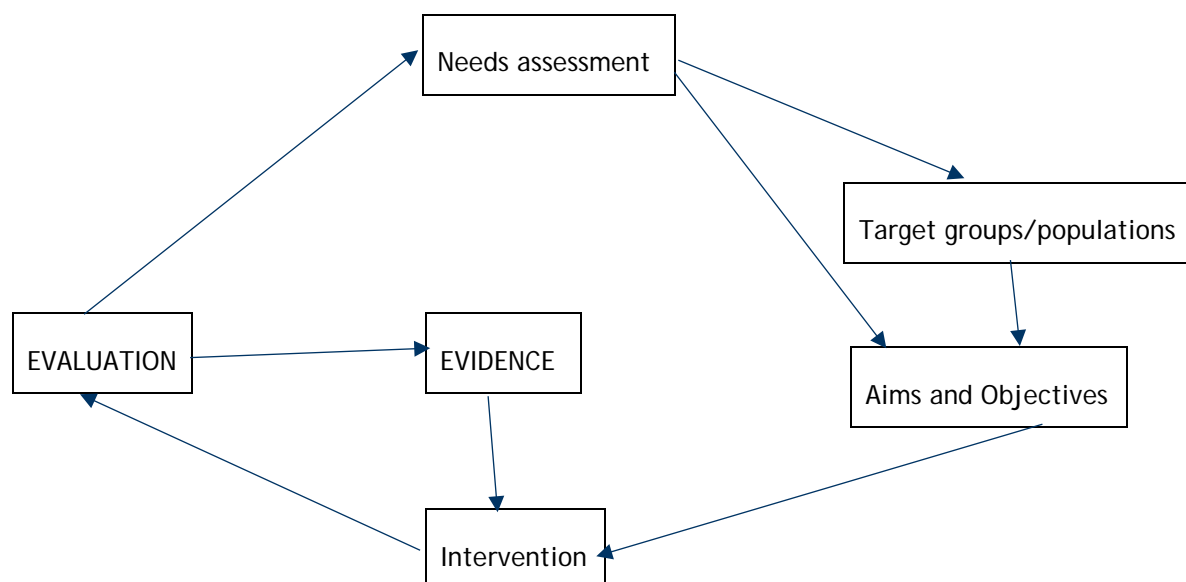 Needs assessment
Target groups/populations
EVALUATION
EVIDENCE
Aims and Objectives
Intervention